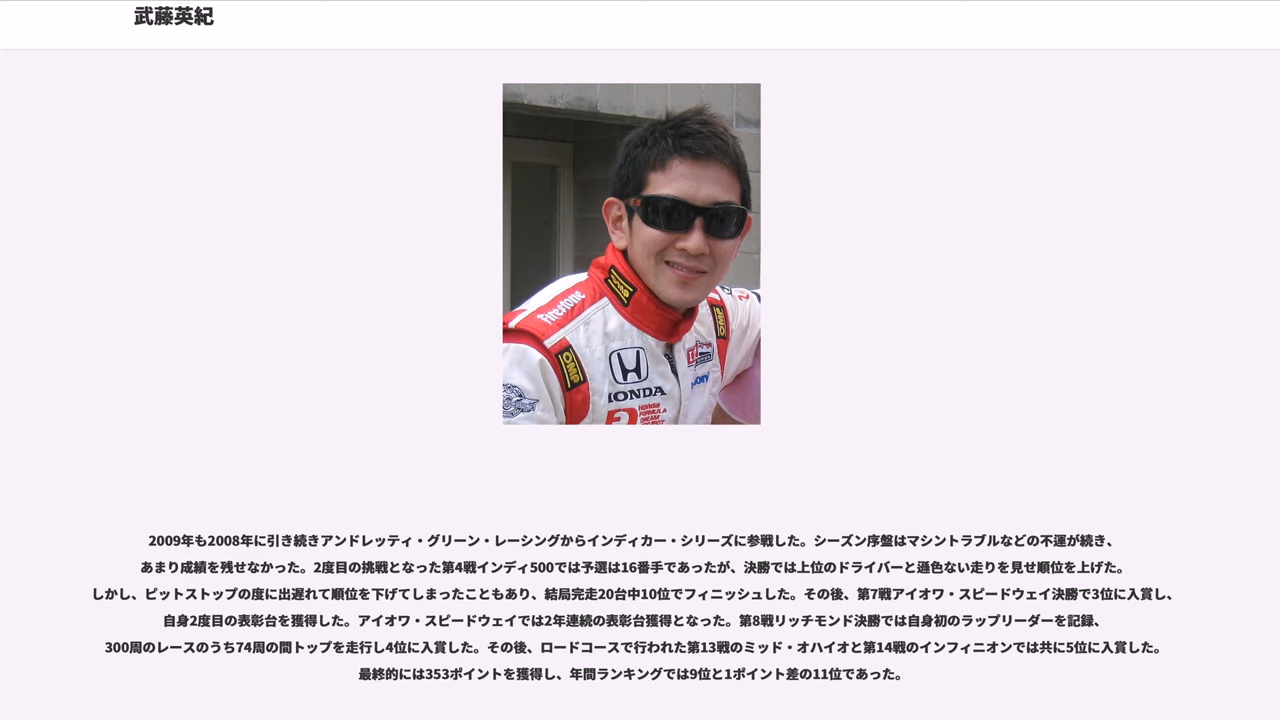 武藤英紀
Firestone
OMP
OMP
OMP
HONDA
HONDA
FORMULA
DREAM
PROJECT
2009年も2008年に引き続きアンドレッティ・グリーン・レーシングからインディカー・シリーズに参戦した。シーズン序盤はマシントラブルなどの不運が続き、
あまり成績を残せなかった。2度目の挑戦となった第4戦インディ500では予選は16番手であったが、決勝では上位のドライバーと遜色ない走りを見せ順位を上げた。
しかし、ピットストップの度に出遅れて順位を下げてしまったこともあり、結局完走20台中10位でフィニッシュした。その後、第7戦アイオワ・スピードウェイ決勝で3位に入賞し、
自身2度目の表彰台を獲得した。アイオワ・スピードウェイでは2年連続の表彰台獲得となった。第8戦リッチモンド決勝では自身初のラップリーダーを記録、
300周のレースのうち74周の間トップを走行し4位に入賞した。その後、ロードコースで行われた第13戦のミッド・オハイオと第14戦のインフィニオンでは共に5位に入賞した。
最終的には353ポイントを獲得し、年間ランキングでは9位と1ポイント差の11位であった。